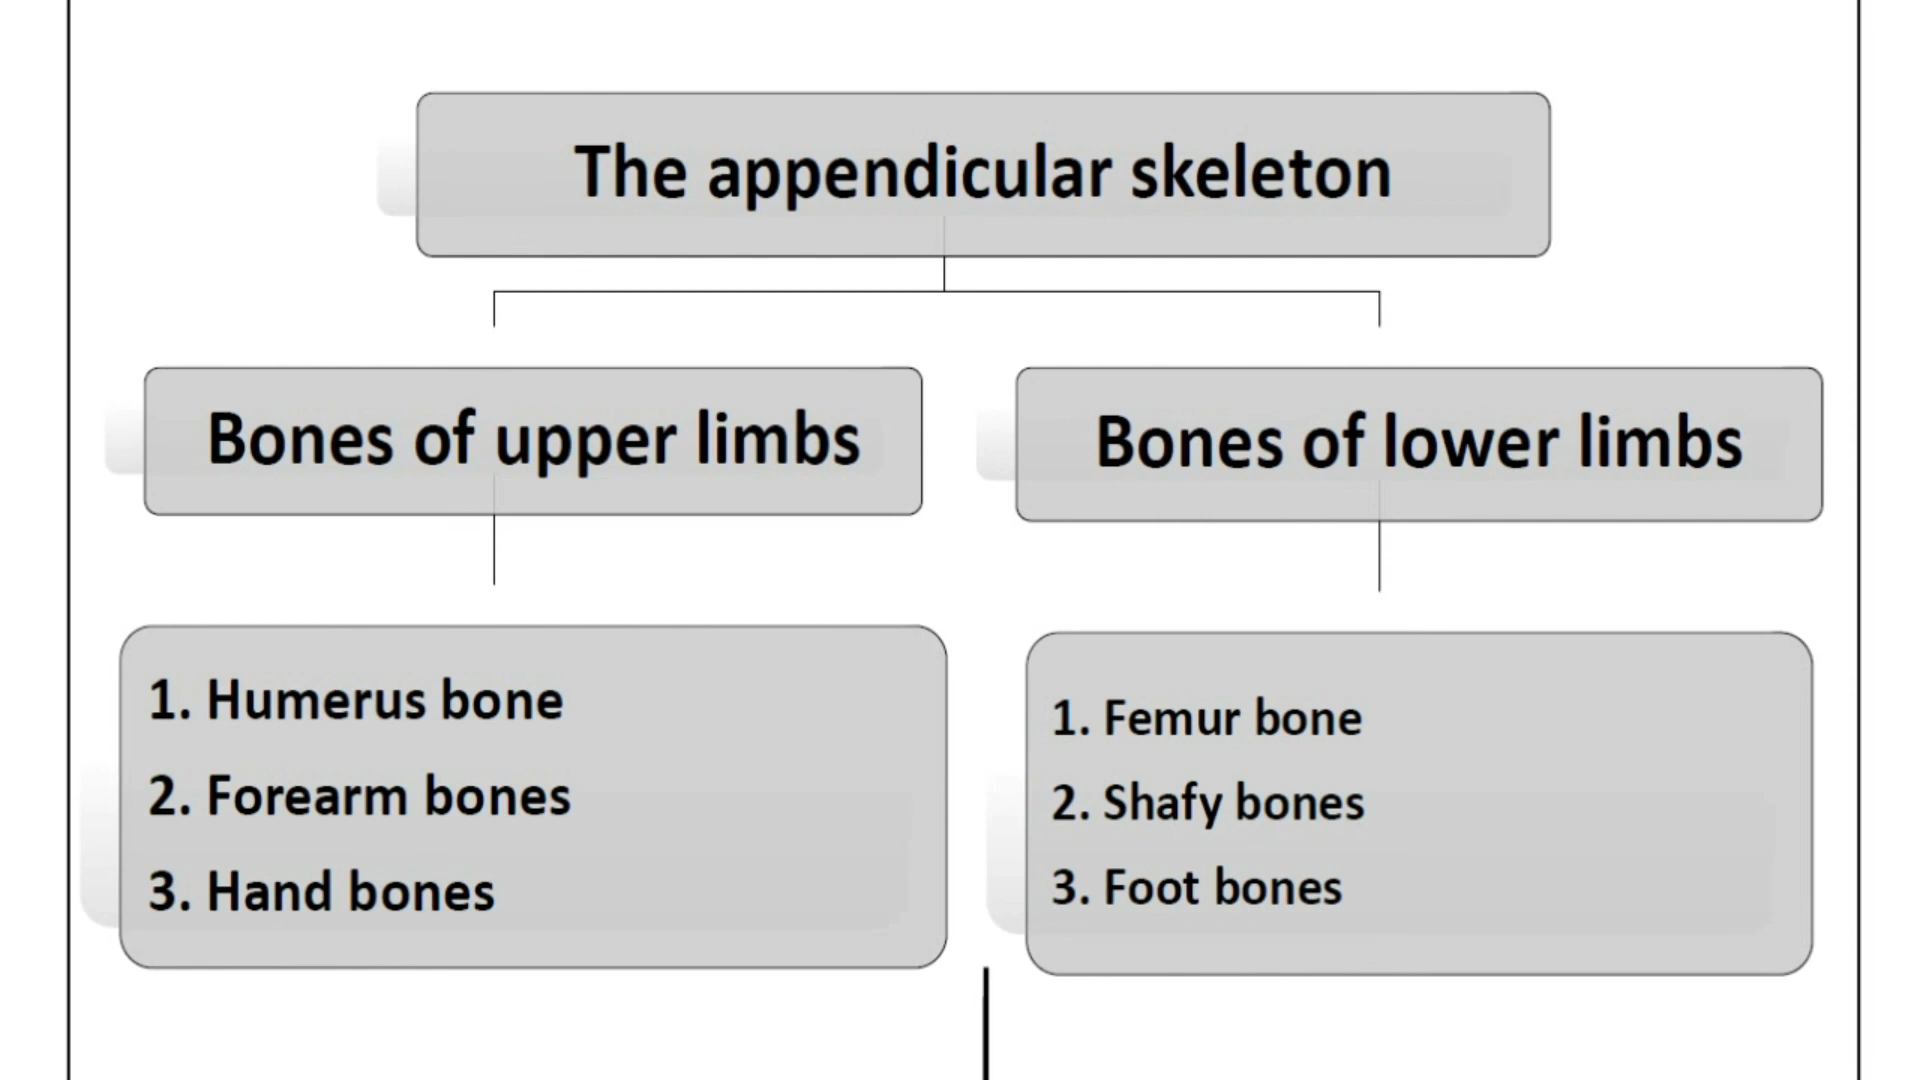 The appendicular skeleton
Bones of upper limbs
Bones of lower limbs
1. Humerus bone
2. Forearm bones
3. Hand bones
1. Femur bone
2. Shafy bones
3. Foot bones